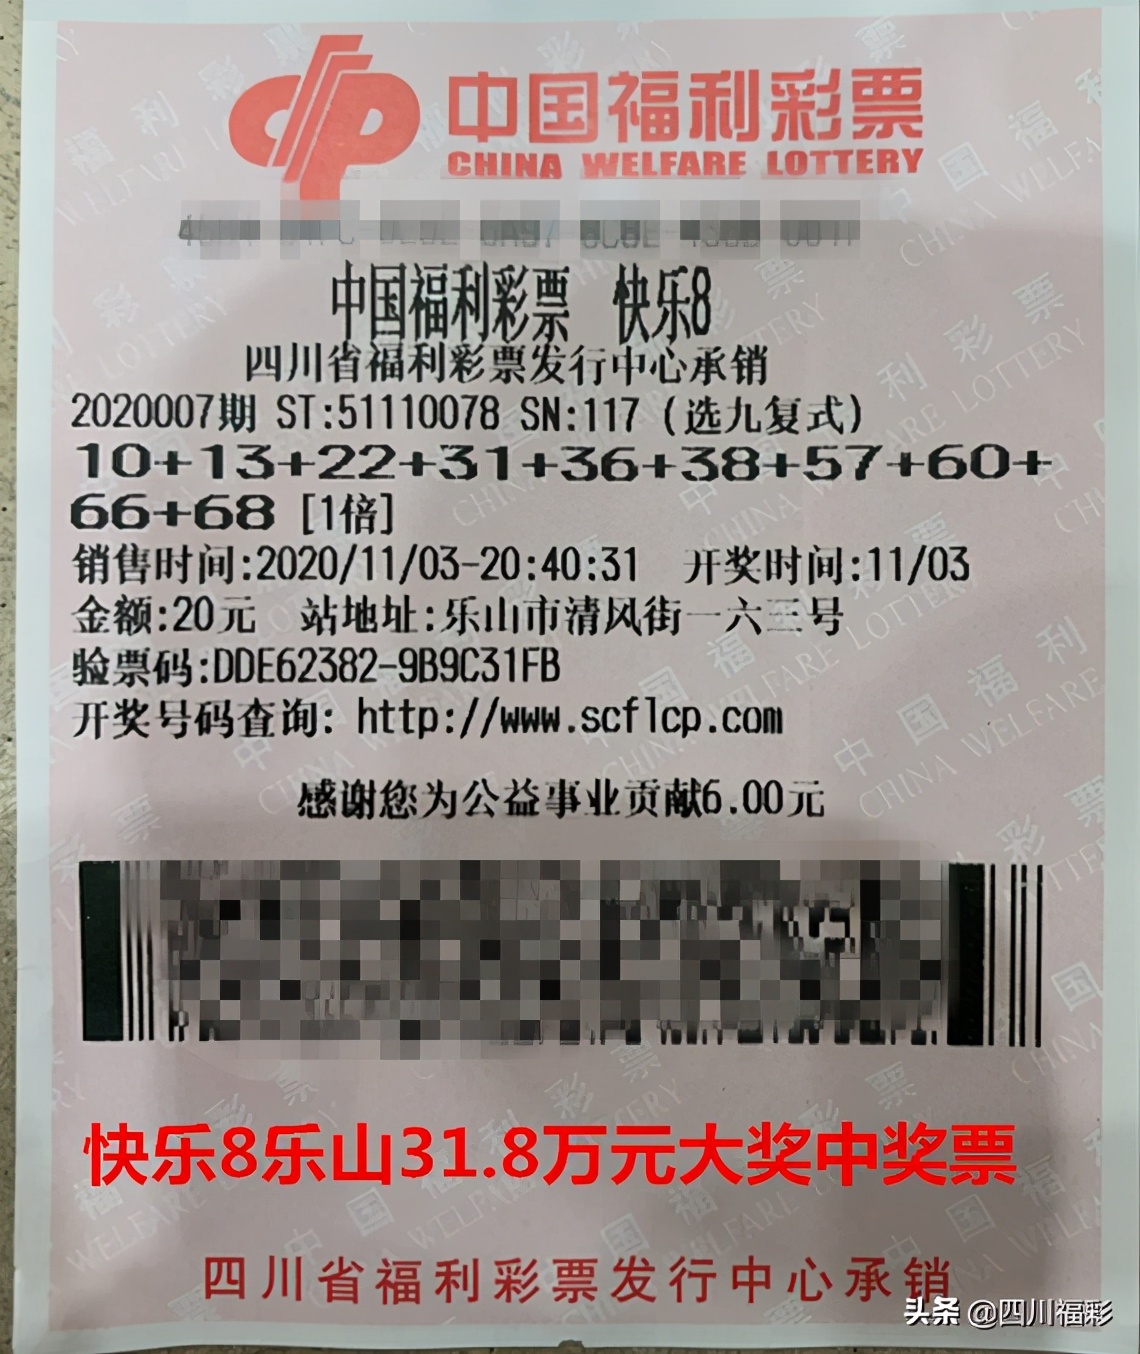 中国福利彩票
CHINA WELFARE LOTTERY
中国福利彩票 快乐8
四川省福利彩票发行中心承销
2020007期 ST:51110078 SN:117 (选九复式)
10+13+22+31+36+38+57+60+
66+68 [1倍]
销售时间:2020/11/03-20:40:31 开奖时间:11/03
金额:20元 站地址:乐山市清风街一六三号
验票码:DDE62382-9B9C31FB
开奖号码查询: http://www.scflcp.com
感谢您为公益事业贡献6.00元
快乐8乐山31.8万元大奖中奖票
四川省福利彩票发行中心承销
头条 @四川福彩